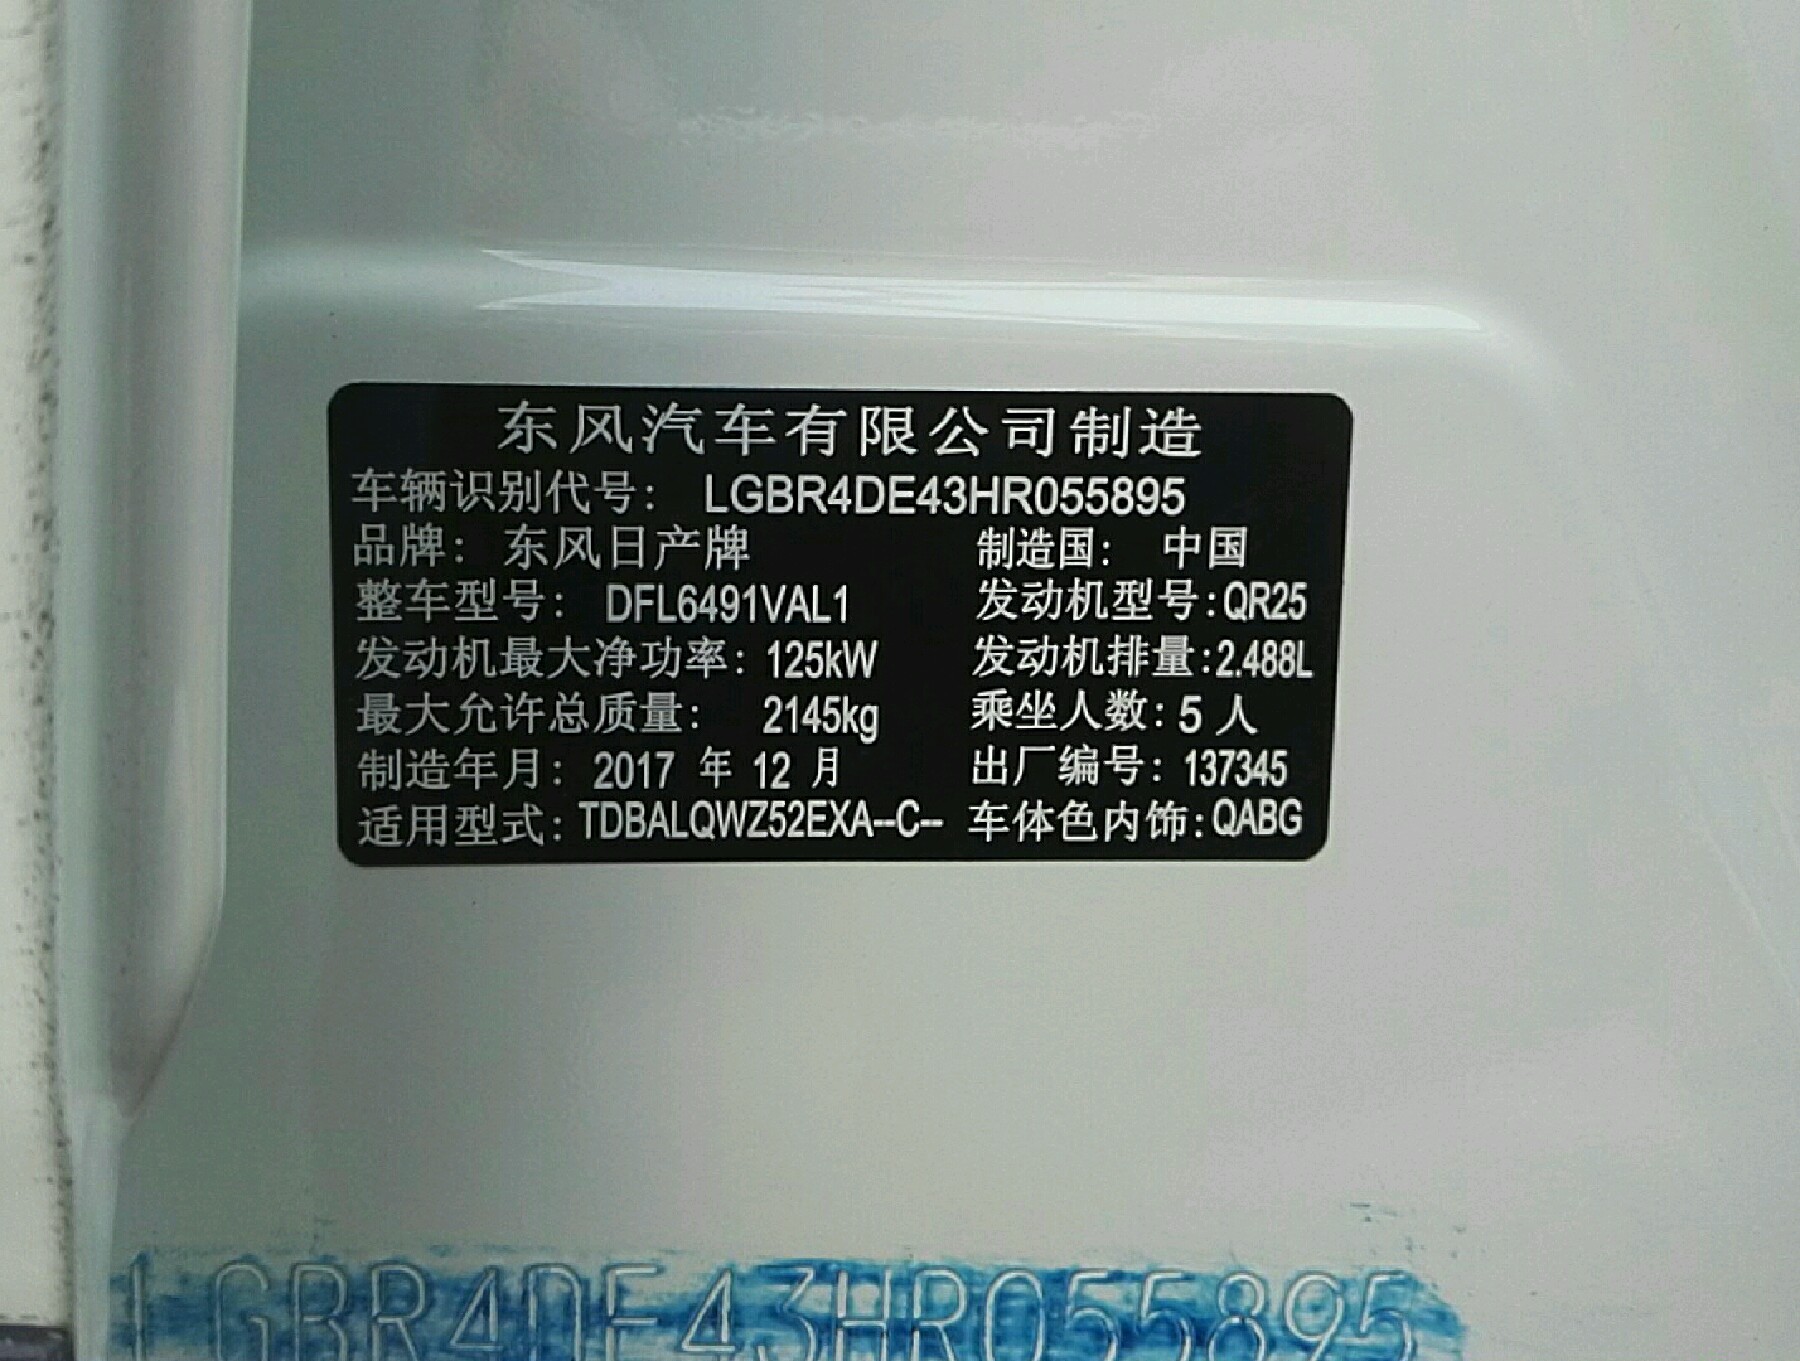 东风汽车有限公司制造
车辆识别代号： LGBR4DE43HR055895
品牌： 东风日产牌 制造国： 中国
整车型号： DFL6491VAL1 发动机型号:QR25
发动机最大净功率: 125kW 发动机排量:2.488L
最大允许总质量: 2145kg 乘坐人数: 5 人
制造年月: 2017 年 12 月 出厂编号: 137345
适用型式: TDBALQWZ52EXA--C-- 车体色内饰:QABG
LGBR4DE43HR055895